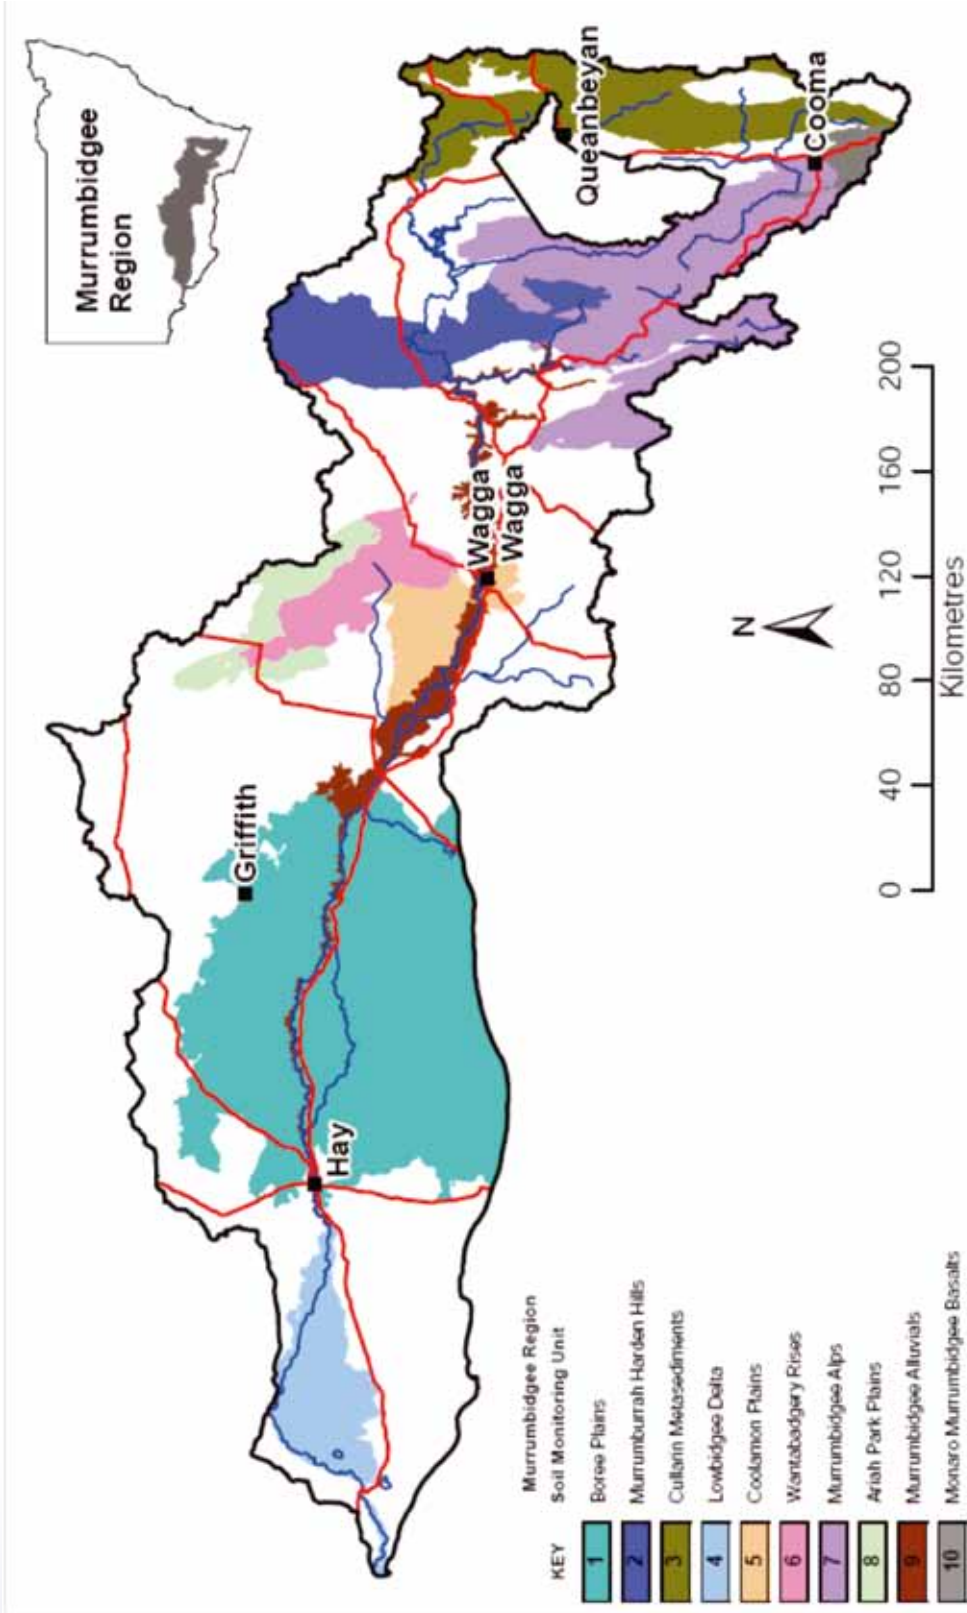 Murrumbidgee
Region
Queanbeyan
Cooma
Wagga
Wagga
Griffith
Hay
N
0 40 80 120 160 200
Kilometres
Murrumbidgee Region
KEY Soil Monitoring Unit
1 Boree Plains
2 Murrumburrah Harden Hills
3 Cullarin Metasediments
4 Lowbidgee Delta
5 Coolamon Plains
6 Wantabadgery Rises
7 Murrumbidgee Alps
8 Ariah Park Plains
9 Murrumbidgee Alluvials
10 Monaro Murrumbidgee Basalts